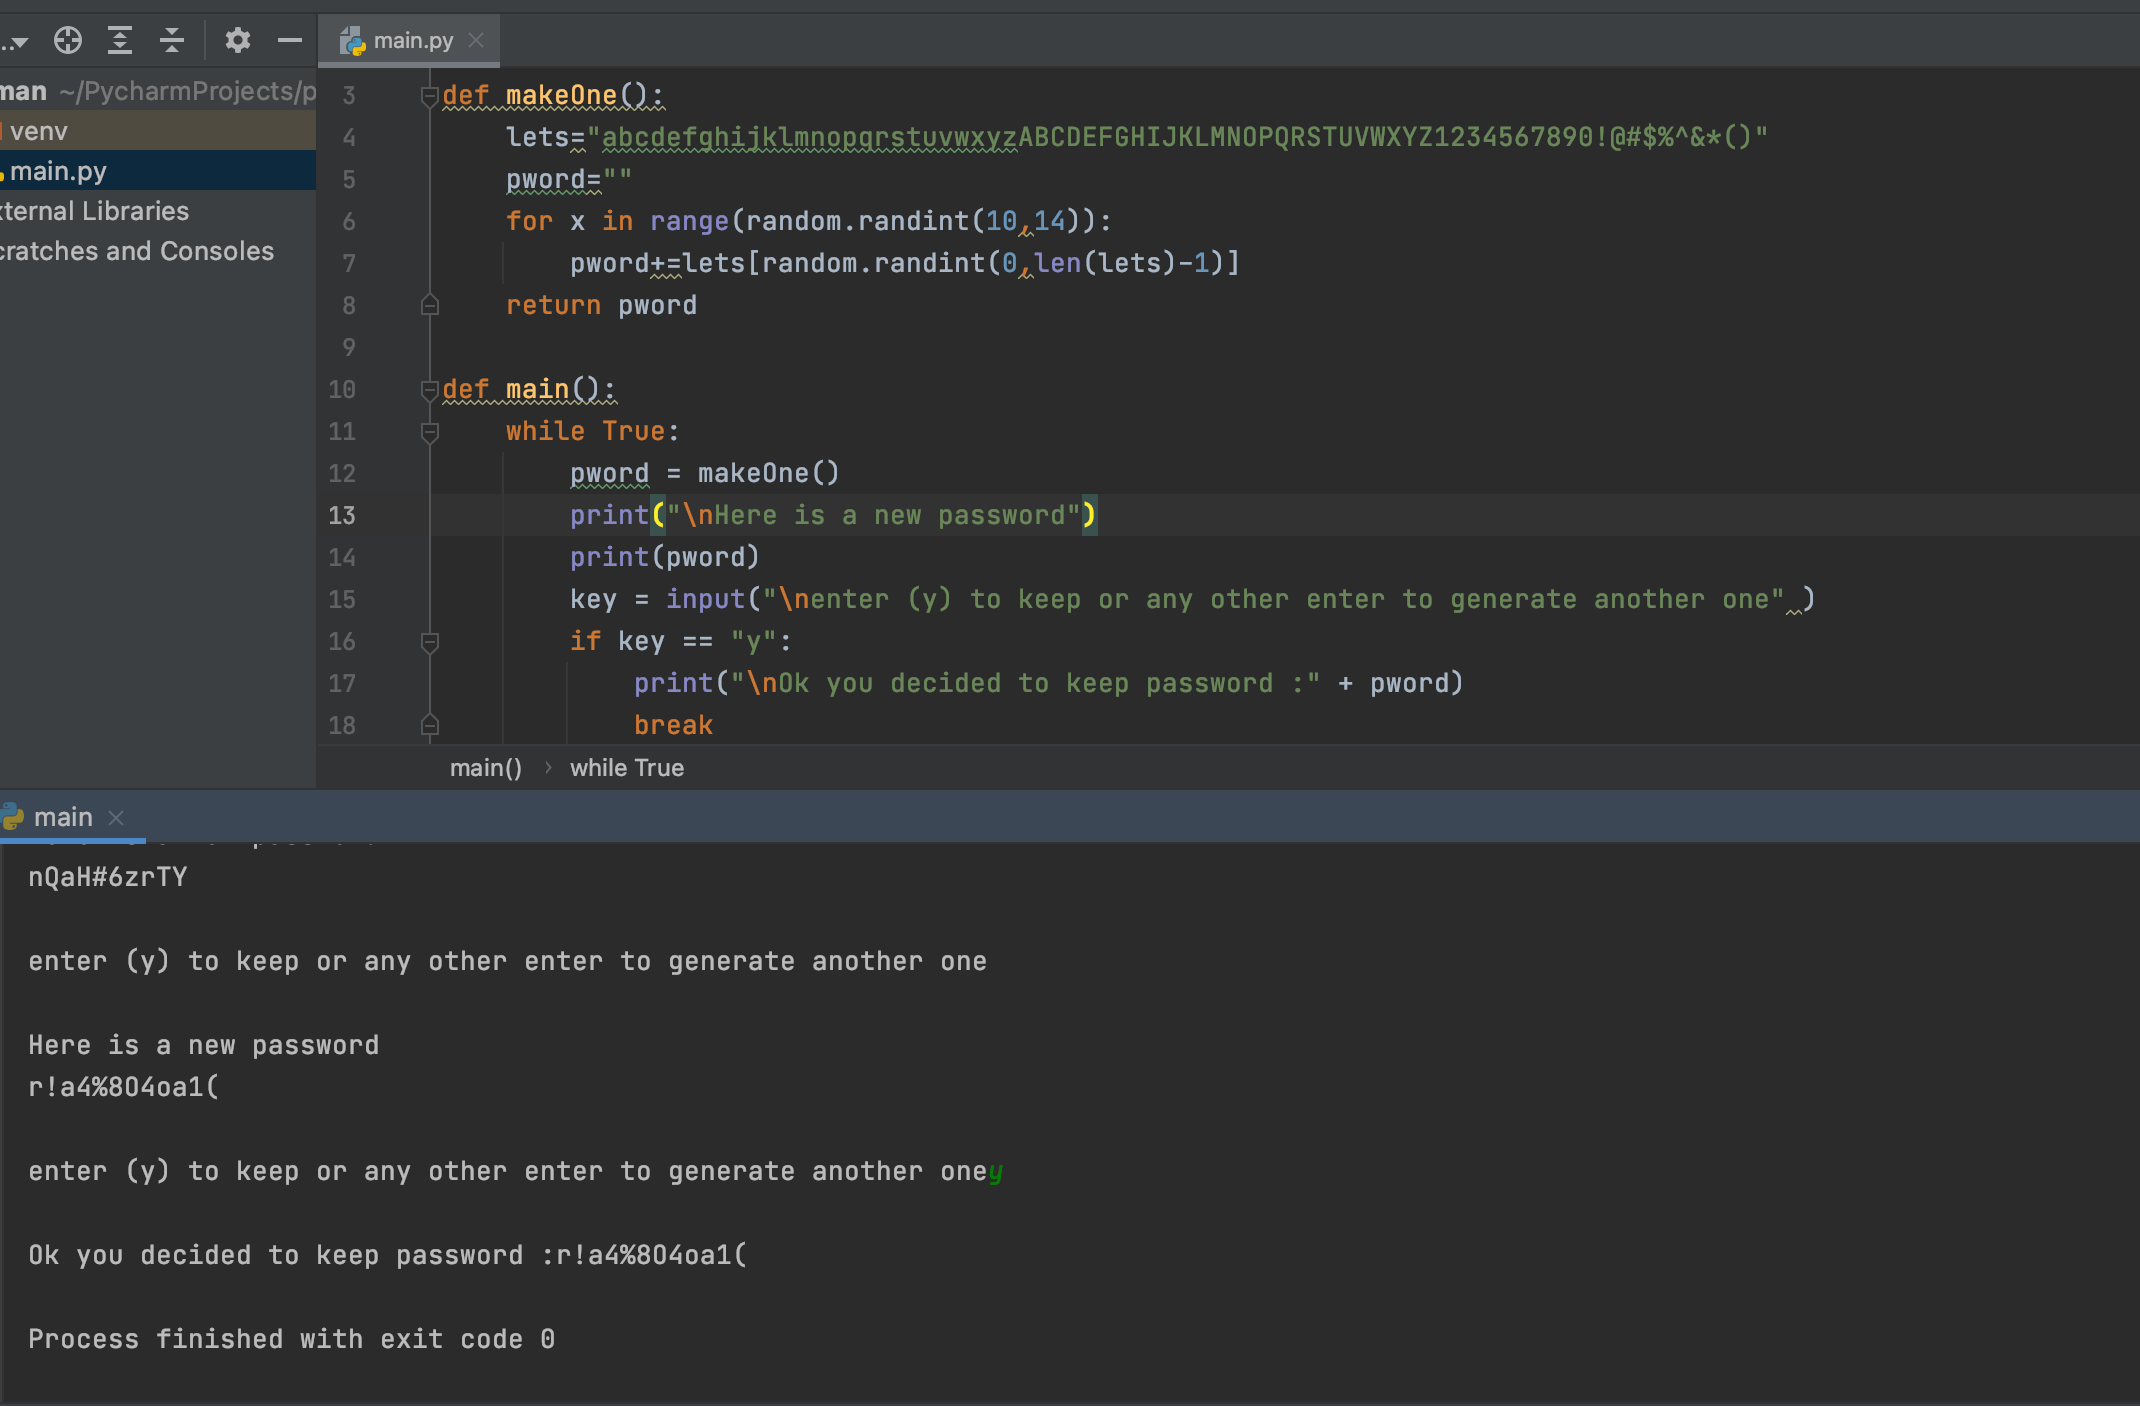 main.py
man ~/PycharmProjects/p
venv
main.py
ternal Libraries
cratches and Consoles
3 def makeOne():
4 lets="abcdefghijklmnopqrstuvwxyzABCDEFGHIJKLMNOPQRSTUVWXYZ1234567890!@#$%^&*()"
5 pword=""
6 for x in range(random.randint(10,14)):
7 pword+=lets[random.randint(0,len(lets)-1)]
8 return pword
9
10 def main():
11 while True:
12 pword = makeOne()
13 print("\nHere is a new password")
14 print(pword)
15 key = input("\nenter (y) to keep or any other enter to generate another one" )
16 if key == "y":
17 print("\nOk you decided to keep password :" + pword)
18 break
main() › while True
main
nQaH#6zrTY
enter (y) to keep or any other enter to generate another one
Here is a new password
r!a4%8O4oa1(
enter (y) to keep or any other enter to generate another oney
Ok you decided to keep password :r!a4%8O4oa1(
Process finished with exit code 0